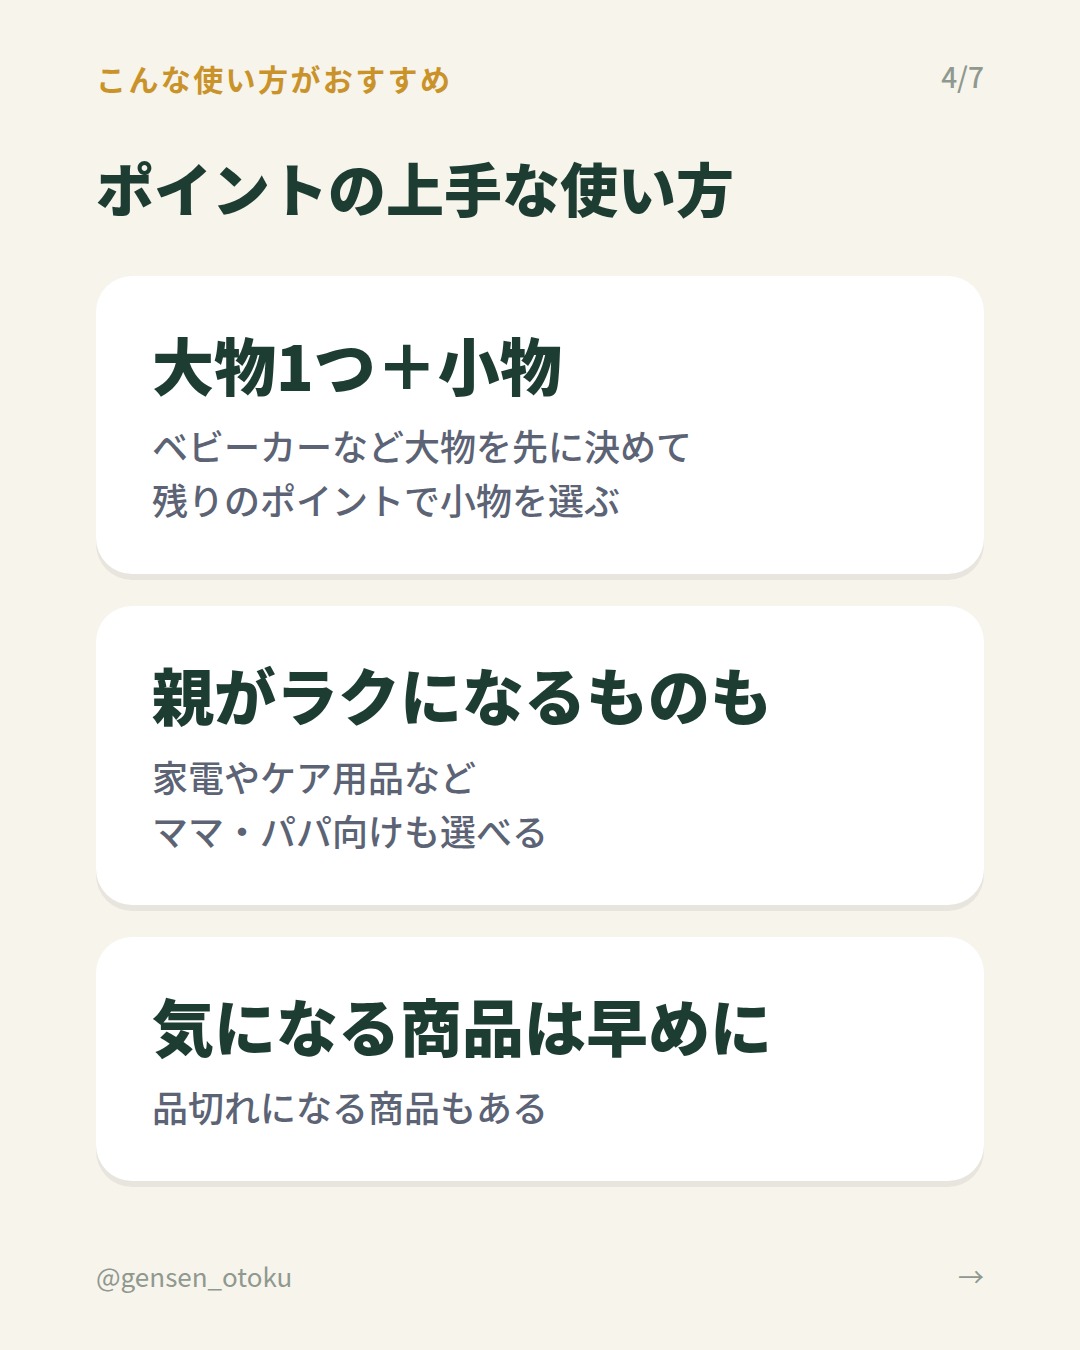 こんな使い方がおすすめ
4/7
ポイントの上手な使い方
大物1つ＋小物
ベビーカーなど大物を先に決めて
残りのポイントで小物を選ぶ
親がラクになるものも
家電やケア用品など
ママ・パパ向けも選べる
気になる商品は早めに
品切れになる商品もある
@gensen_otoku
→